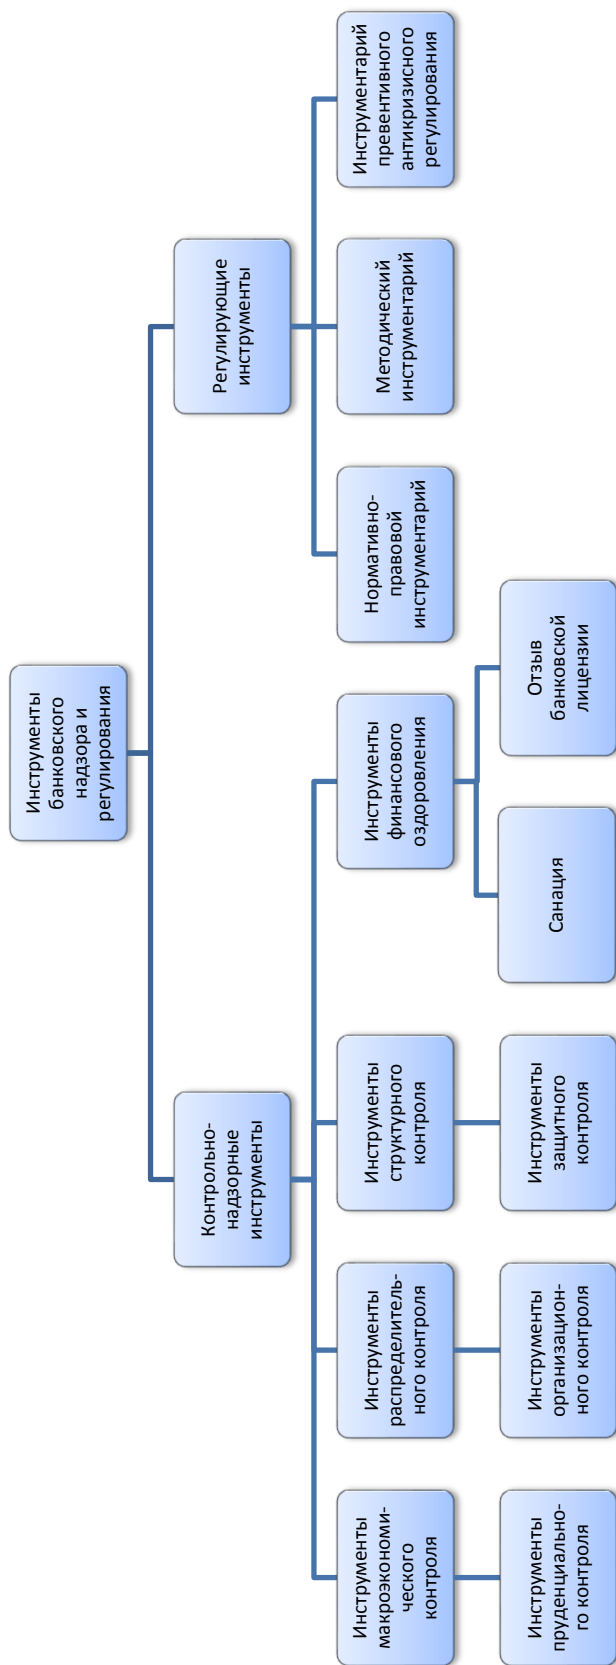 Инструменты
банковского
надзора и
регулирования
Контрольно-
надзорные
инструменты
Регулирующие
инструменты
Инструменты
макроэкономи-
ческого
контроля
Инструменты
распределитель-
ного контроля
Инструменты
структурного
контроля
Инструменты
финансового
оздоровления
Нормативно-
правовой
инструментарий
Методический
инструментарий
Инструментарий
превентивного
антикризисного
регулирования
Инструменты
пруденциально-
го контроля
Инструменты
организацион-
ного контроля
Инструменты
защитного
контроля
Санация
Отзыв
банковской
лицензии